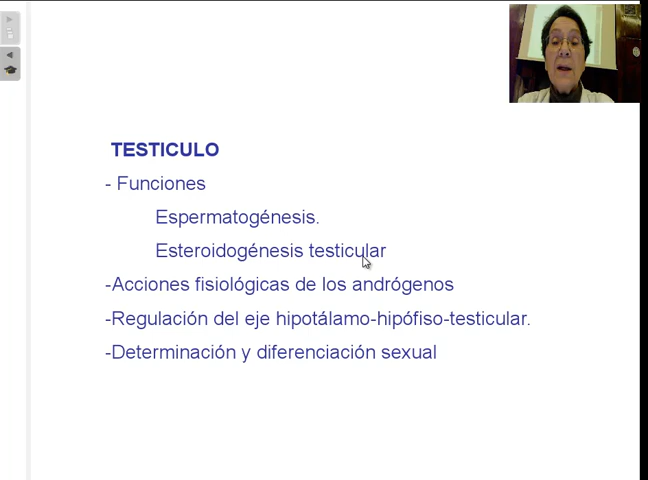 TESTICULO
- Funciones
Espermatogénesis.
Esteroidogénesis testicular
-Acciones fisiológicas de los andrógenos
-Regulación del eje hipotálamo-hipófiso-testicular.
-Determinación y diferenciación sexual